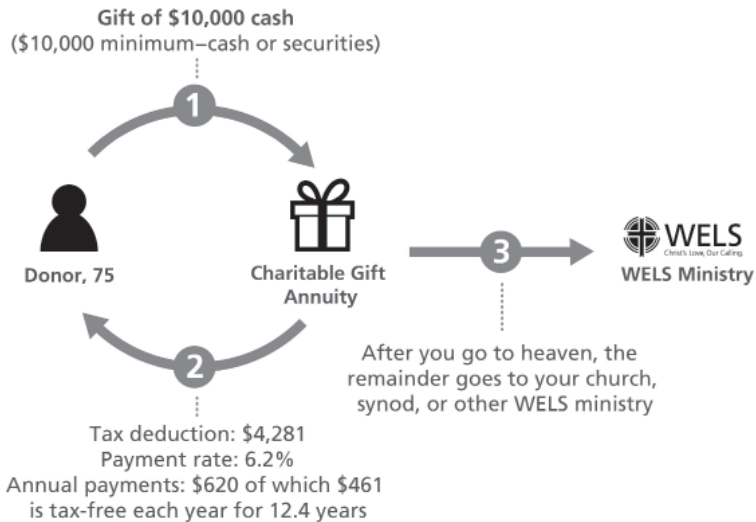 Gift of $10,000 cash
($10,000 minimum–cash or securities)
1
Donor, 75
Charitable Gift
Annuity
3
WELS
Christ's Love, Our Calling.
WELS Ministry
2
After you go to heaven, the
remainder goes to your church,
synod, or other WELS ministry
Tax deduction: $4,281
Payment rate: 6.2%
Annual payments: $620 of which $461
is tax-free each year for 12.4 years